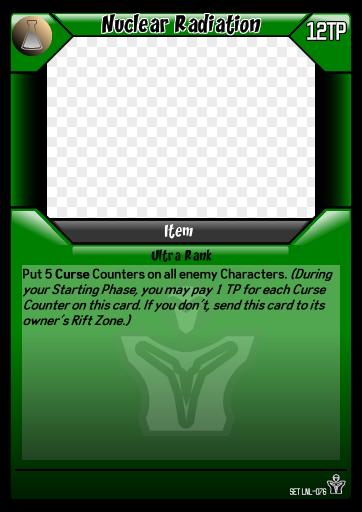 Nuclear Radiation
12TP
Item
Ultra Rank
Put 5 Curse Counters on all enemy Characters. (During
your Starting Phase, you may pay 1 TP for each Curse
Counter on this card. If you don't, send this card to its
owner's Rift Zone.)
SET LNL-076